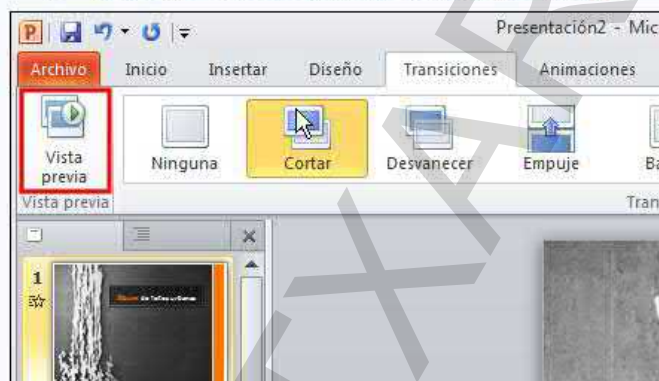 Presentación2 - Mic
Archivo Inicio Insertar Diseño Transiciones Animaciones
Vista previa
Ninguna Cortar Desvanecer Empuje
Vista previa Tran
1